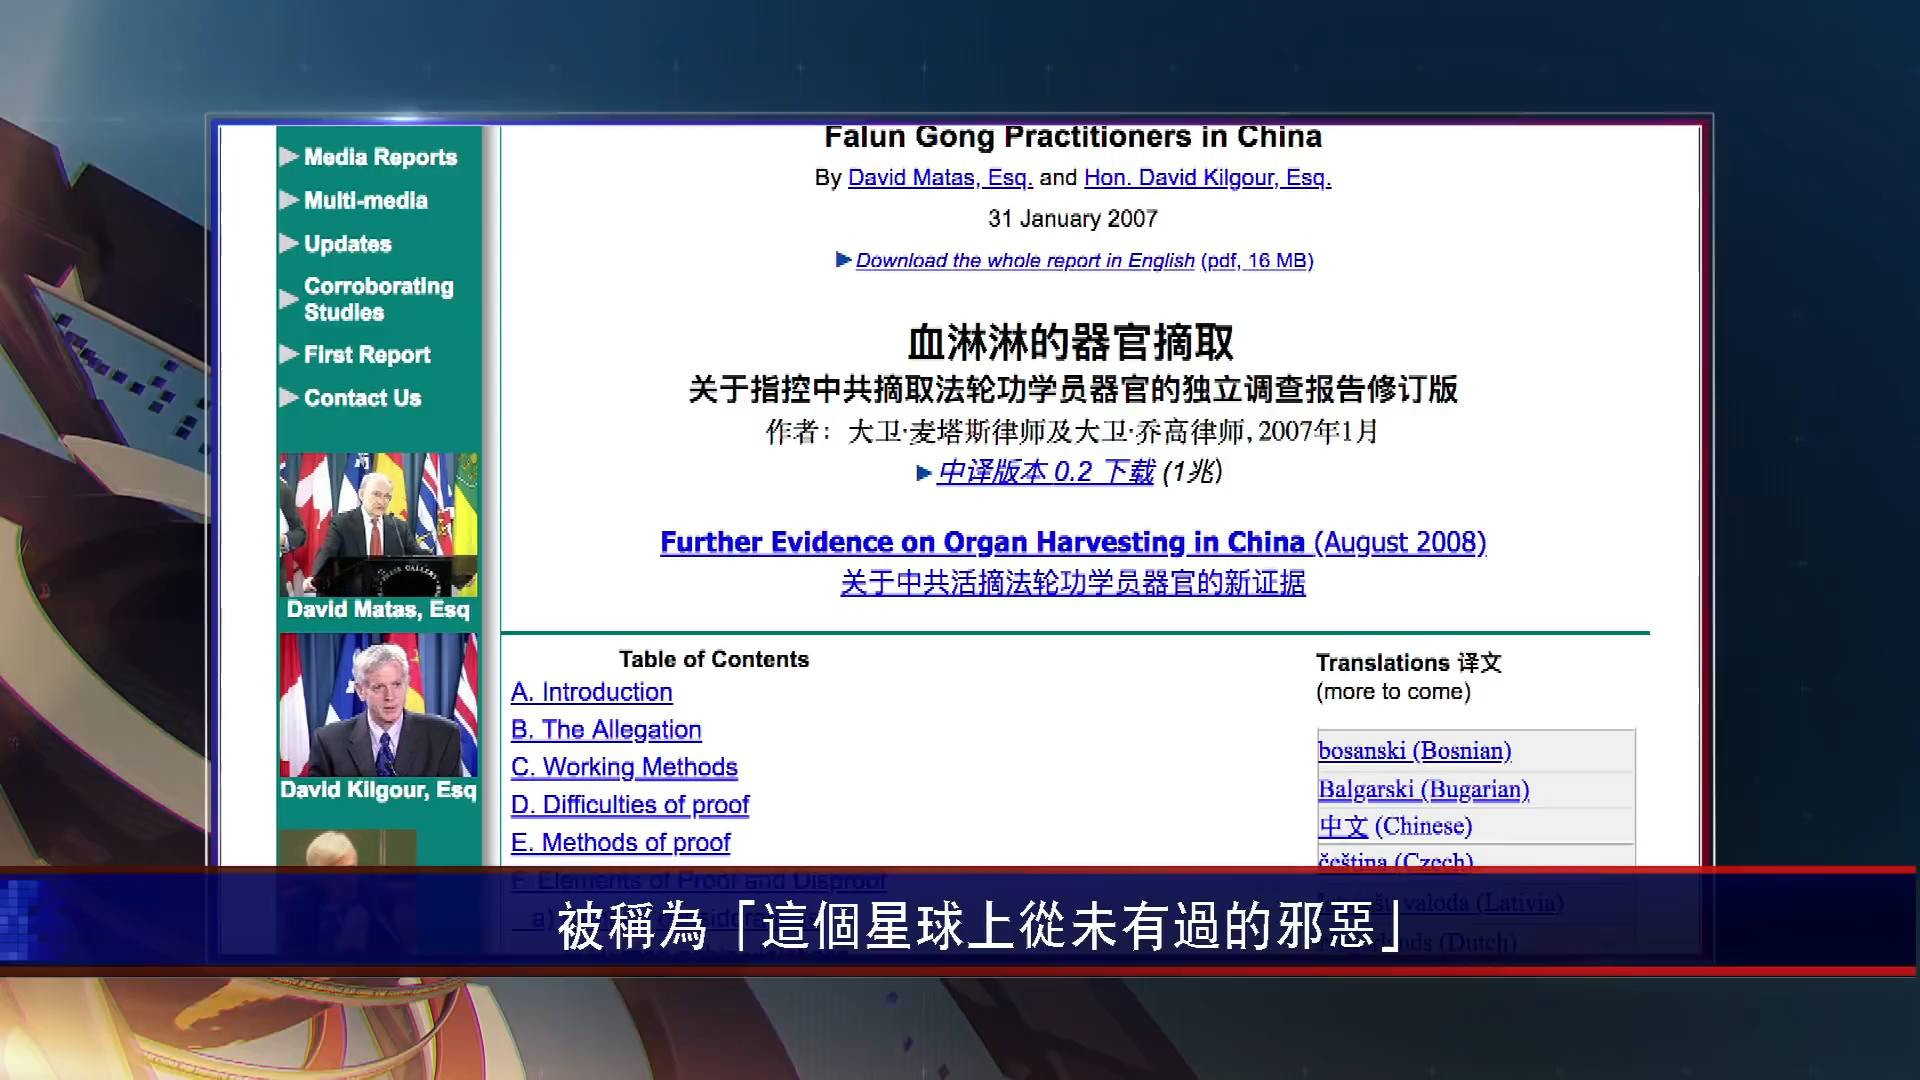 Media Reports
Multi-media
Updates
Corroborating
Studies
First Report
Contact Us
David Matas, Esq
David Kilgour, Esq
Falun Gong Practitioners in China
By David Matas, Esq. and Hon. David Kilgour, Esq.
31 January 2007
Download the whole report in English (pdf, 16 MB)
血淋淋的器官摘取
关于指控中共摘取法轮功学员器官的独立调查报告修订版
作者：大卫·麦塔斯律师及大卫·乔高律师, 2007年1月
中译版本 0.2 下载 (1兆)
Further Evidence on Organ Harvesting in China (August 2008)
关于中共活摘法轮功学员器官的新证据
Table of Contents
A. Introduction
B. The Allegation
C. Working Methods
D. Difficulties of proof
E. Methods of proof
F. Elements of Proof and Disproof
Translations 译文
(more to come)
bosanski (Bosnian)
Balgarski (Bugarian)
中文 (Chinese)
čeština (Czech)
valoda (Lativia)
(Dutch)
被稱為「這個星球上從未有過的邪惡」